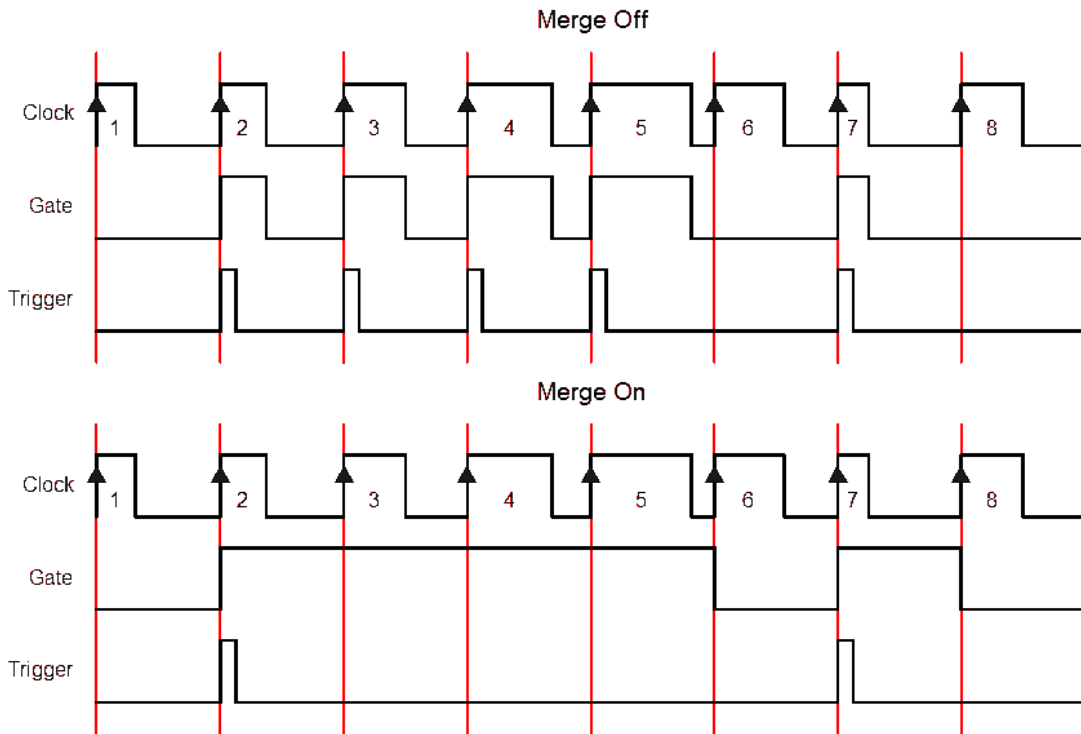 Merge Off
Clock
1 2 3 4 5 6 7 8
Gate
Trigger
Merge On
Clock
1 2 3 4 5 6 7 8
Gate
Trigger